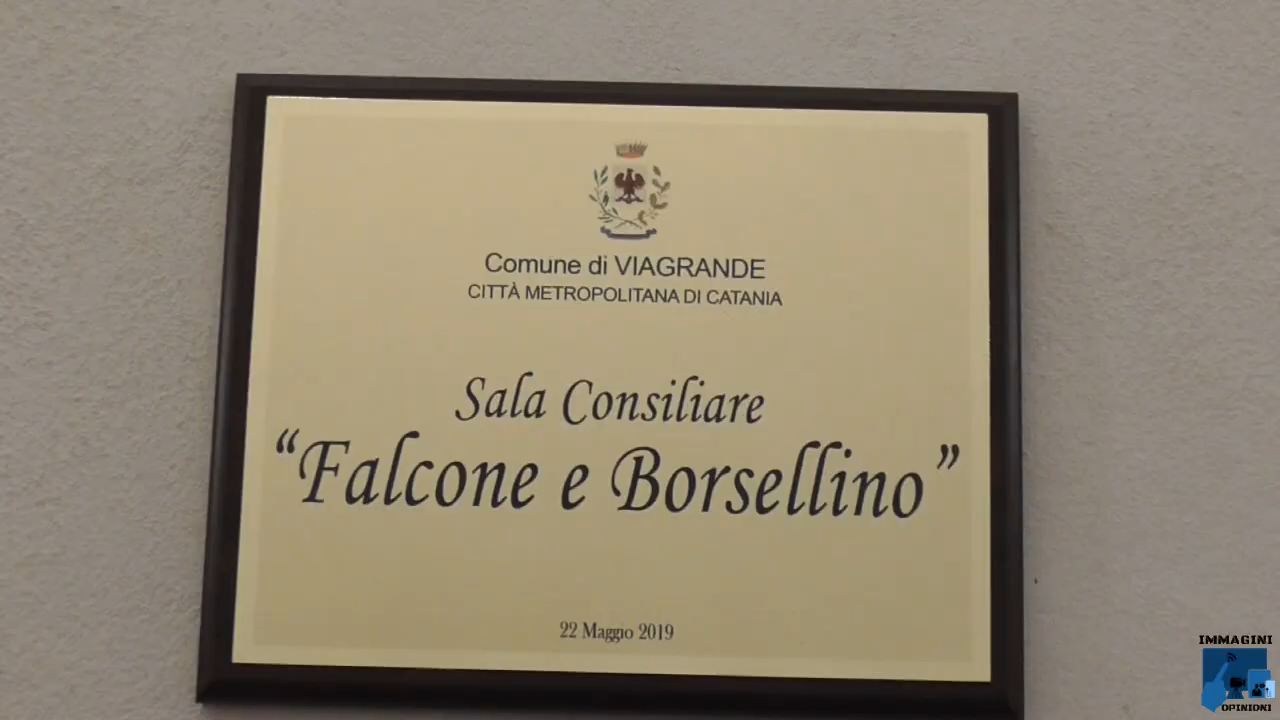 Comune di VIAGRANDE
CITTÀ METROPOLITANA DI CATANIA
Sala Consiliare
“Falcone e Borsellino”
22 Maggio 2019
IMMAGINI
OPINIONI